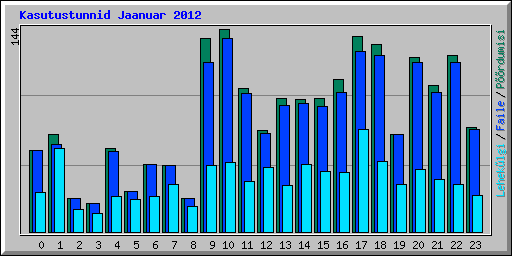 Kasutustunnid Jaanuar 2012
144
Lehekülgi / Faile / Pöördumisi
0 1 2 3 4 5 6 7 8 9 10 11 12 13 14 15 16 17 18 19 20 21 22 23